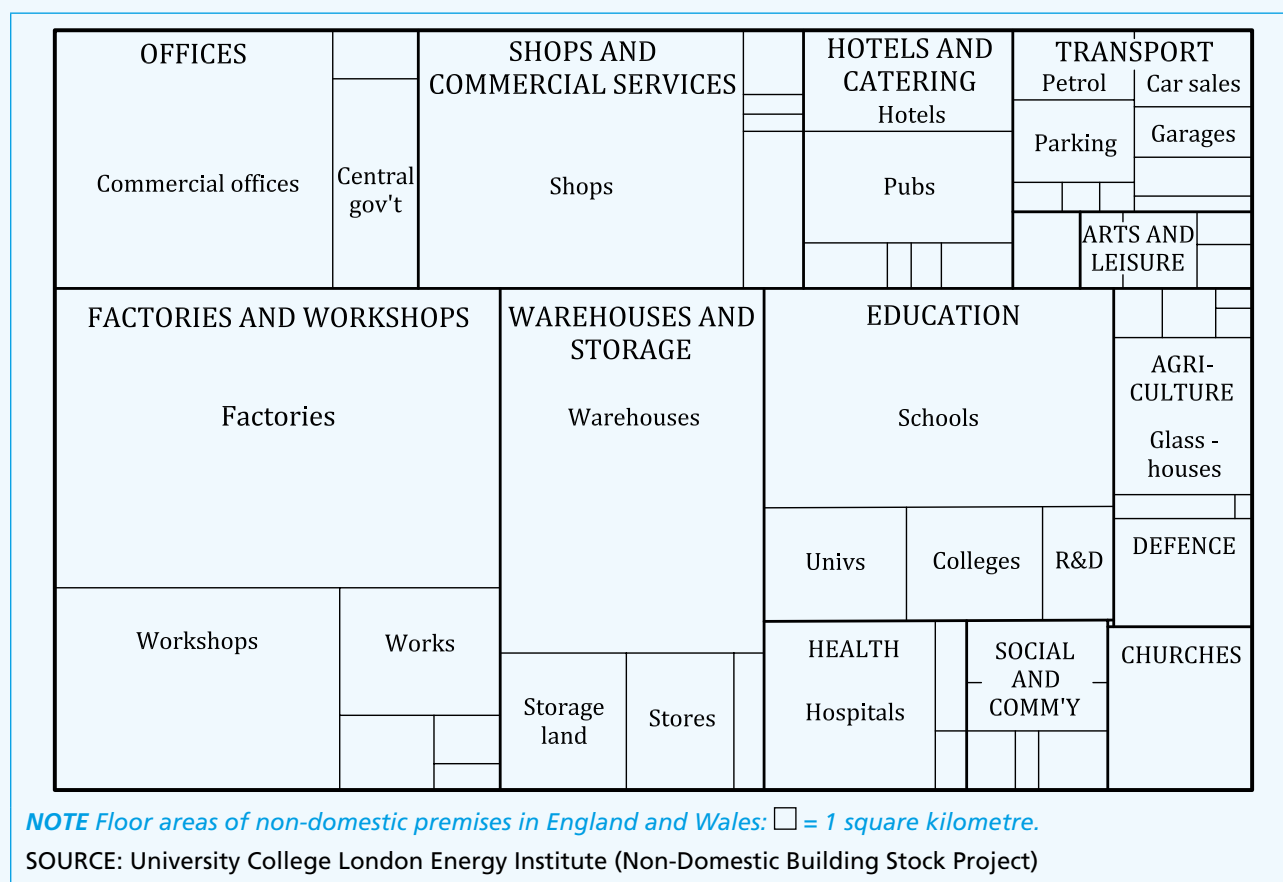 OFFICES
Commercial offices
Central
gov't
SHOPS AND
COMMERCIAL SERVICES
Shops
HOTELS AND
CATERING
Hotels
Pubs
TRANSPORT
Petrol
Car sales
Parking
Garages
ARTS AND
LEISURE
FACTORIES AND WORKSHOPS
Factories
Workshops
Works
WAREHOUSES AND
STORAGE
Warehouses
Storage
land
Stores
EDUCATION
Schools
Univs
Colleges
R&D
AGRI-
CULTURE
Glass -
houses
DEFENCE
HEALTH
Hospitals
SOCIAL
AND
COMM'Y
CHURCHES
NOTE Floor areas of non-domestic premises in England and Wales: □ = 1 square kilometre.
SOURCE: University College London Energy Institute (Non-Domestic Building Stock Project)